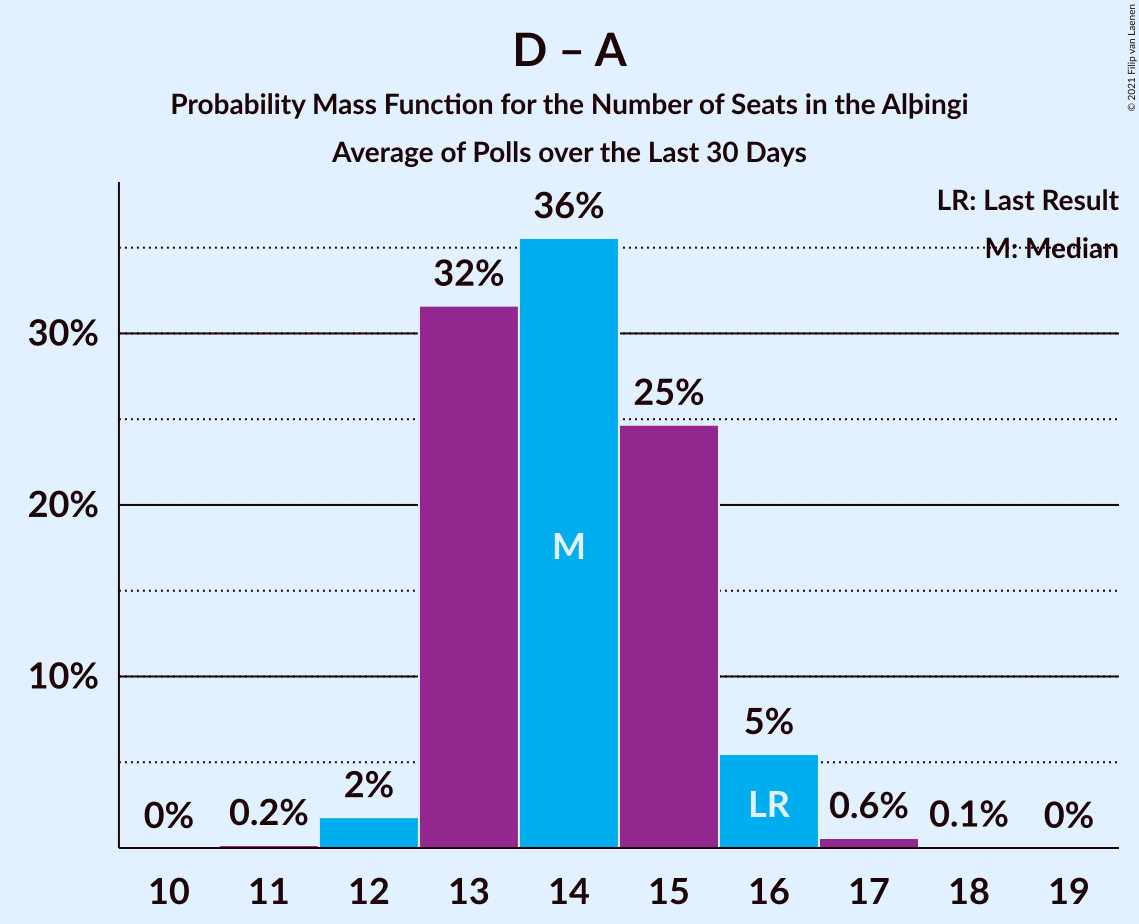 D – A
Probability Mass Function for the Number of Seats in the Alþingi
Average of Polls over the Last 30 Days
© 2021 Filip van Laenen
LR: Last Result
M: Median
36%
32%
30%
25%
20%
M
10%
5%
2%
LR
0%
0.2%
0.6%
0.1%
0%
10 11 12 13 14 15 16 17 18 19